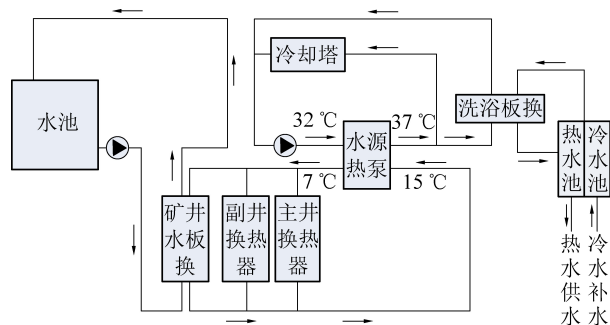 冷却塔
水池
32 ℃
37 ℃
洗浴板换
水源
热泵
热水池
冷水池
7 ℃
15 ℃
矿井
水板
换
副井
换热
器
主井
换热
器
热水供水
冷水补水